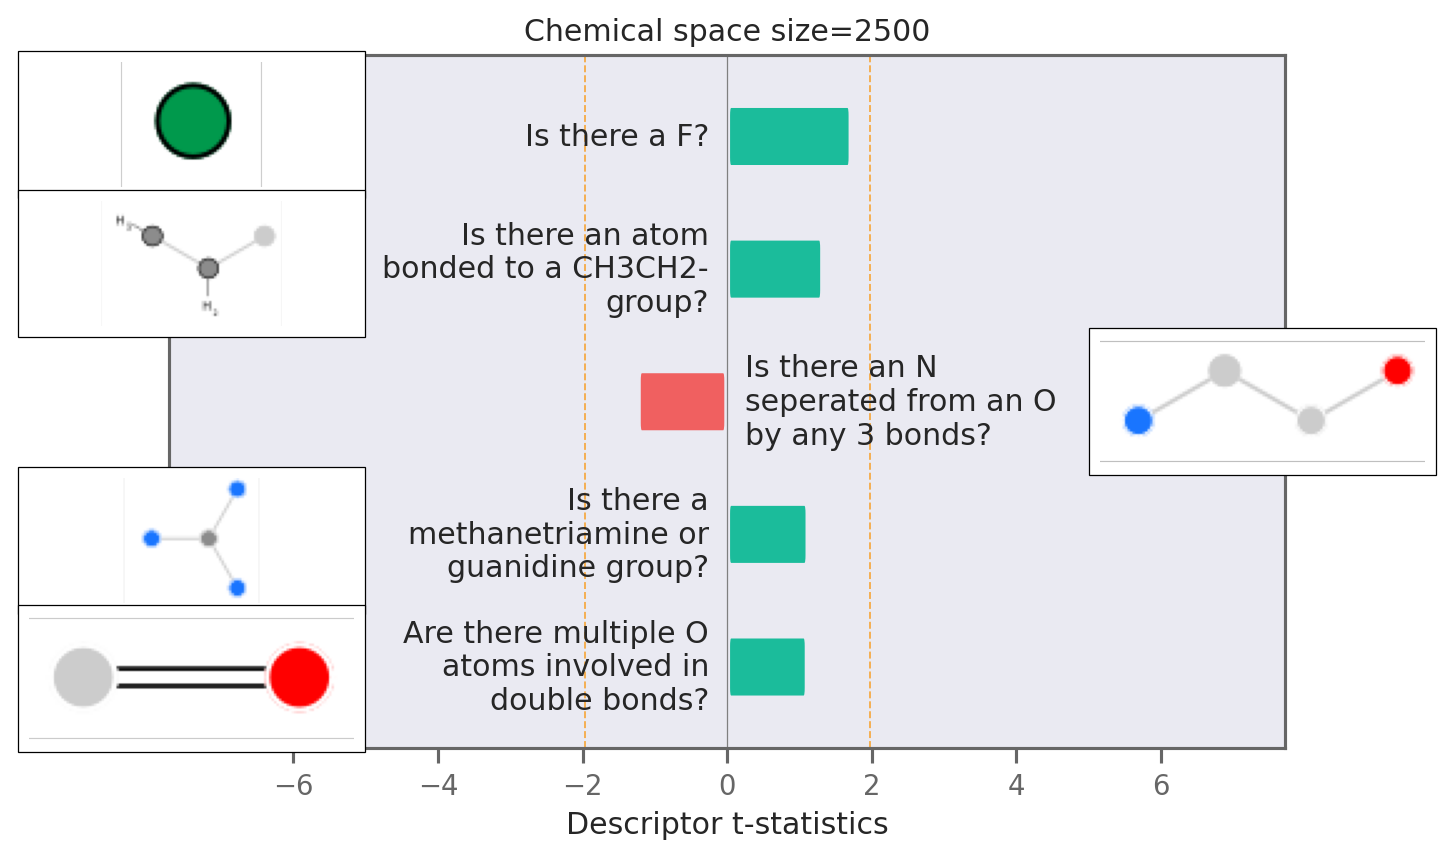 Chemical space size=2500
Is there a F?
H3
H2
Is there an atom
bonded to a CH3CH2-
group?
Is there an N
seperated from an O
by any 3 bonds?
Is there a
methanetriamine or
guanidine group?
Are there multiple O
atoms involved in
double bonds?
−6 −4 −2 0 2 4 6
Descriptor t-statistics